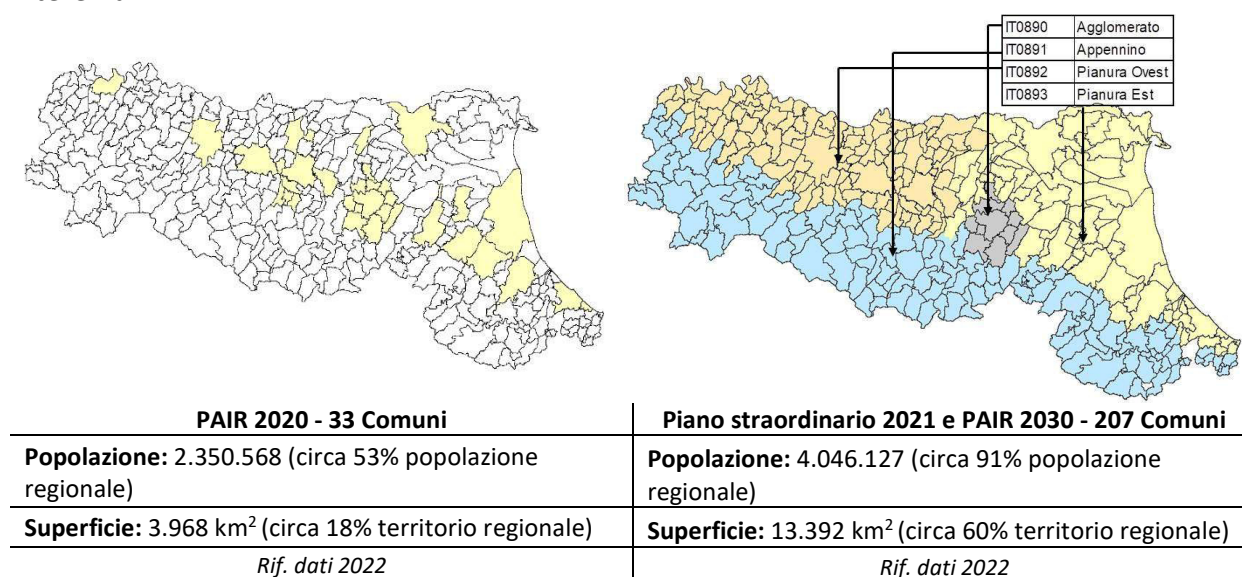 IT0890 Agglomerato
IT0891 Appennino
IT0892 Pianura Ovest
IT0893 Pianura Est
PAIR 2020 - 33 Comuni
Piano straordinario 2021 e PAIR 2030 - 207 Comuni
Popolazione: 2.350.568 (circa 53% popolazione
regionale)
Popolazione: 4.046.127 (circa 91% popolazione
regionale)
Superficie: 3.968 km2 (circa 18% territorio regionale)
Superficie: 13.392 km2 (circa 60% territorio regionale)
Rif. dati 2022
Rif. dati 2022